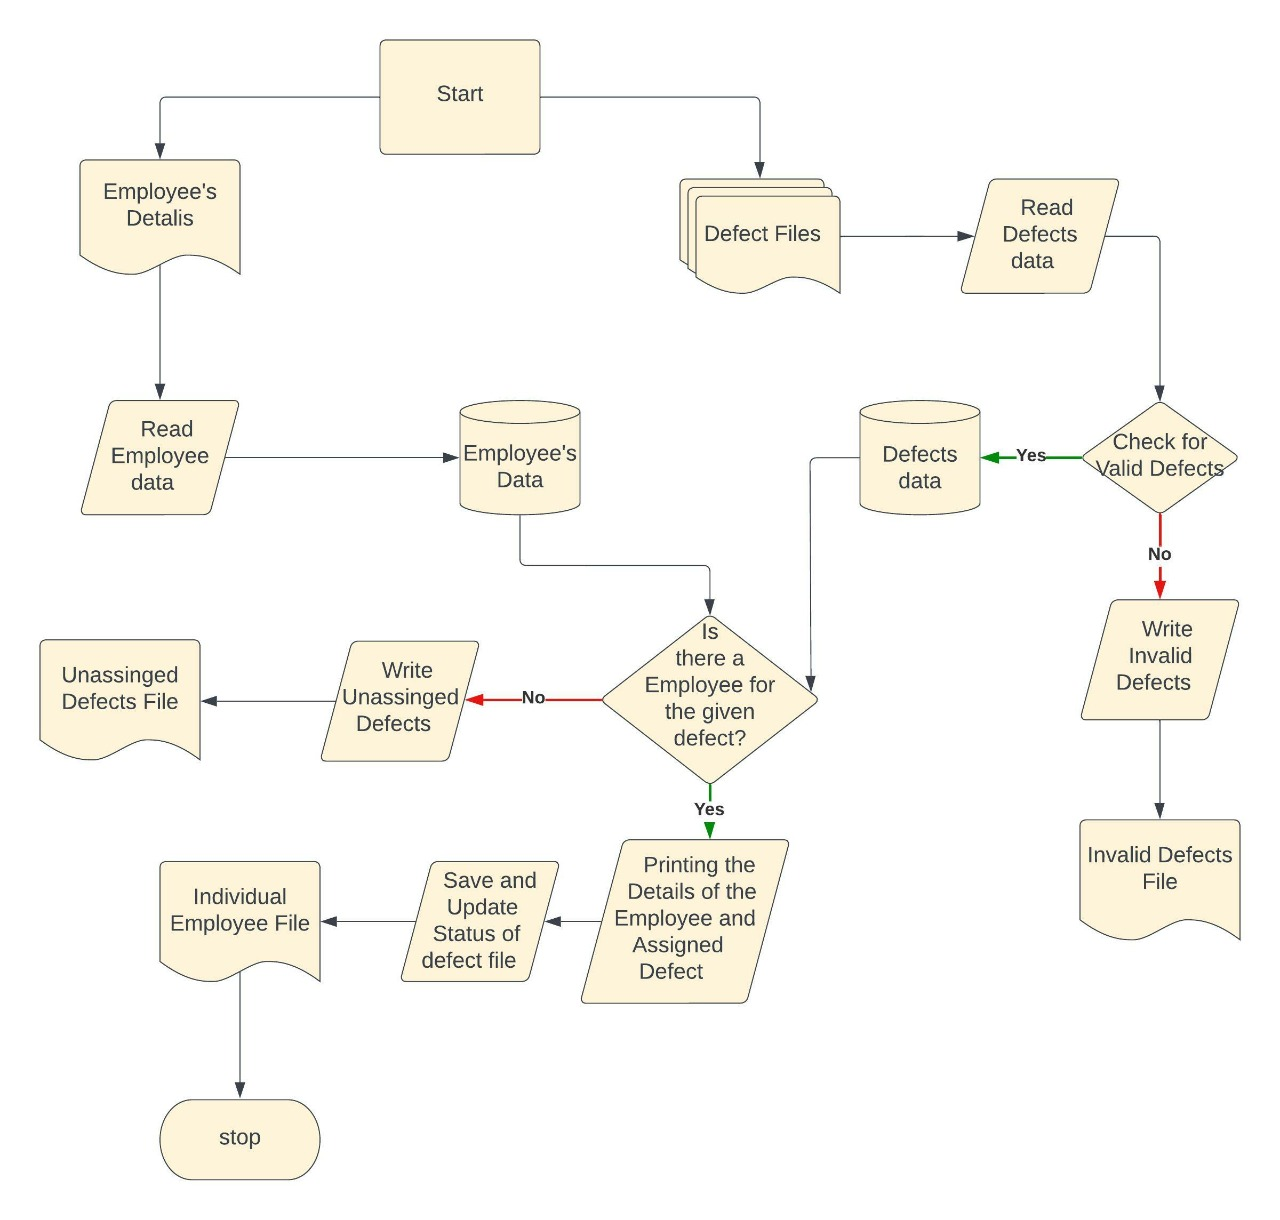 Start
Employee's
Detalis
Defect Files
Read
Defects
data
Read
Employee
data
Employee's
Data
Defects
data
Yes
Check for
Valid Defects
No
Write
Invalid
Defects
Invalid Defects
File
Is
there a
Employee for
the given
defect?
No
Write
Unassinged
Defects
Unassinged
Defects File
Yes
Printing the
Details of the
Employee and
Assigned
Defect
Save and
Update
Status of
defect file
Individual
Employee File
stop